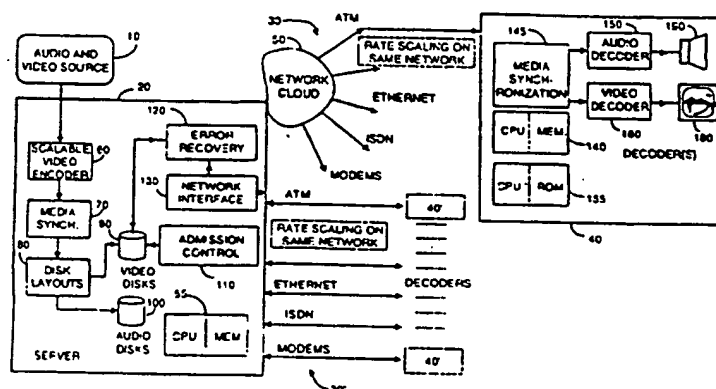 10
AUDIO AND
VIDEO SOURCE
20
SCALABLE
VIDEO
ENCODER
60
MEDIA
SYNCH.
70
DISK
LAYOUTS
80
90
VIDEO
DISKS
100
AUDIO
DISKS
120
ERROR
RECOVERY
130
NETWORK
INTERFACE
ADMISSION
CONTROL
110
55
CPU MEM
SERVER
30
50
NETWORK
CLOUD
ATM
RATE SCALING ON
SAME NETWORK
ETHERNET
ISDN
MODEMS
ATM
RATE SCALING ON
SAME NETWORK
ETHERNET
ISDN
MODEMS
40'
DECODERS
40'
145
MEDIA
SYNCH-
RONIZATION
150
AUDIO
DECODER
VIDEO
DECODER
160
180
CPU MEM.
140
DECODER(S)
CPU ROM
135
40